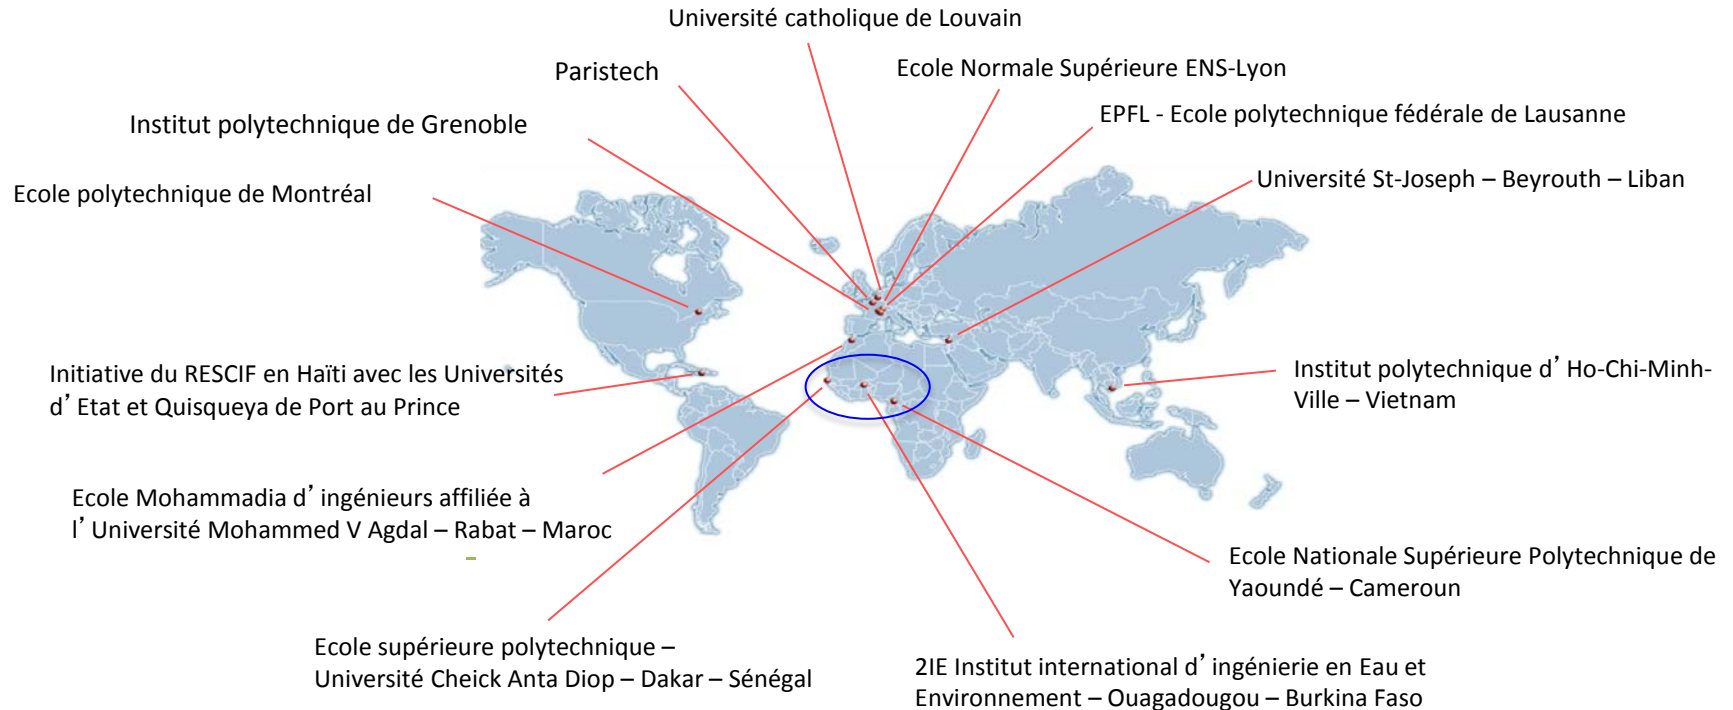 Université catholique de Louvain
Paristech
Ecole Normale Supérieure ENS-Lyon
Institut polytechnique de Grenoble
EPFL - Ecole polytechnique fédérale de Lausanne
Ecole polytechnique de Montréal
Université St-Joseph – Beyrouth – Liban
Initiative du RESCIF en Haïti avec les Universités
d’ Etat et Quisqueya de Port au Prince
Institut polytechnique d’ Ho-Chi-Minh-
Ville – Vietnam
Ecole Mohammadia d’ ingénieurs affiliée à
l’ Université Mohammed V Agdal – Rabat – Maroc
Ecole Nationale Supérieure Polytechnique de
Yaoundé – Cameroun
Ecole supérieure polytechnique –
Université Cheick Anta Diop – Dakar – Sénégal
2IE Institut international d’ ingénierie en Eau et
Environnement – Ouagadougou – Burkina Faso